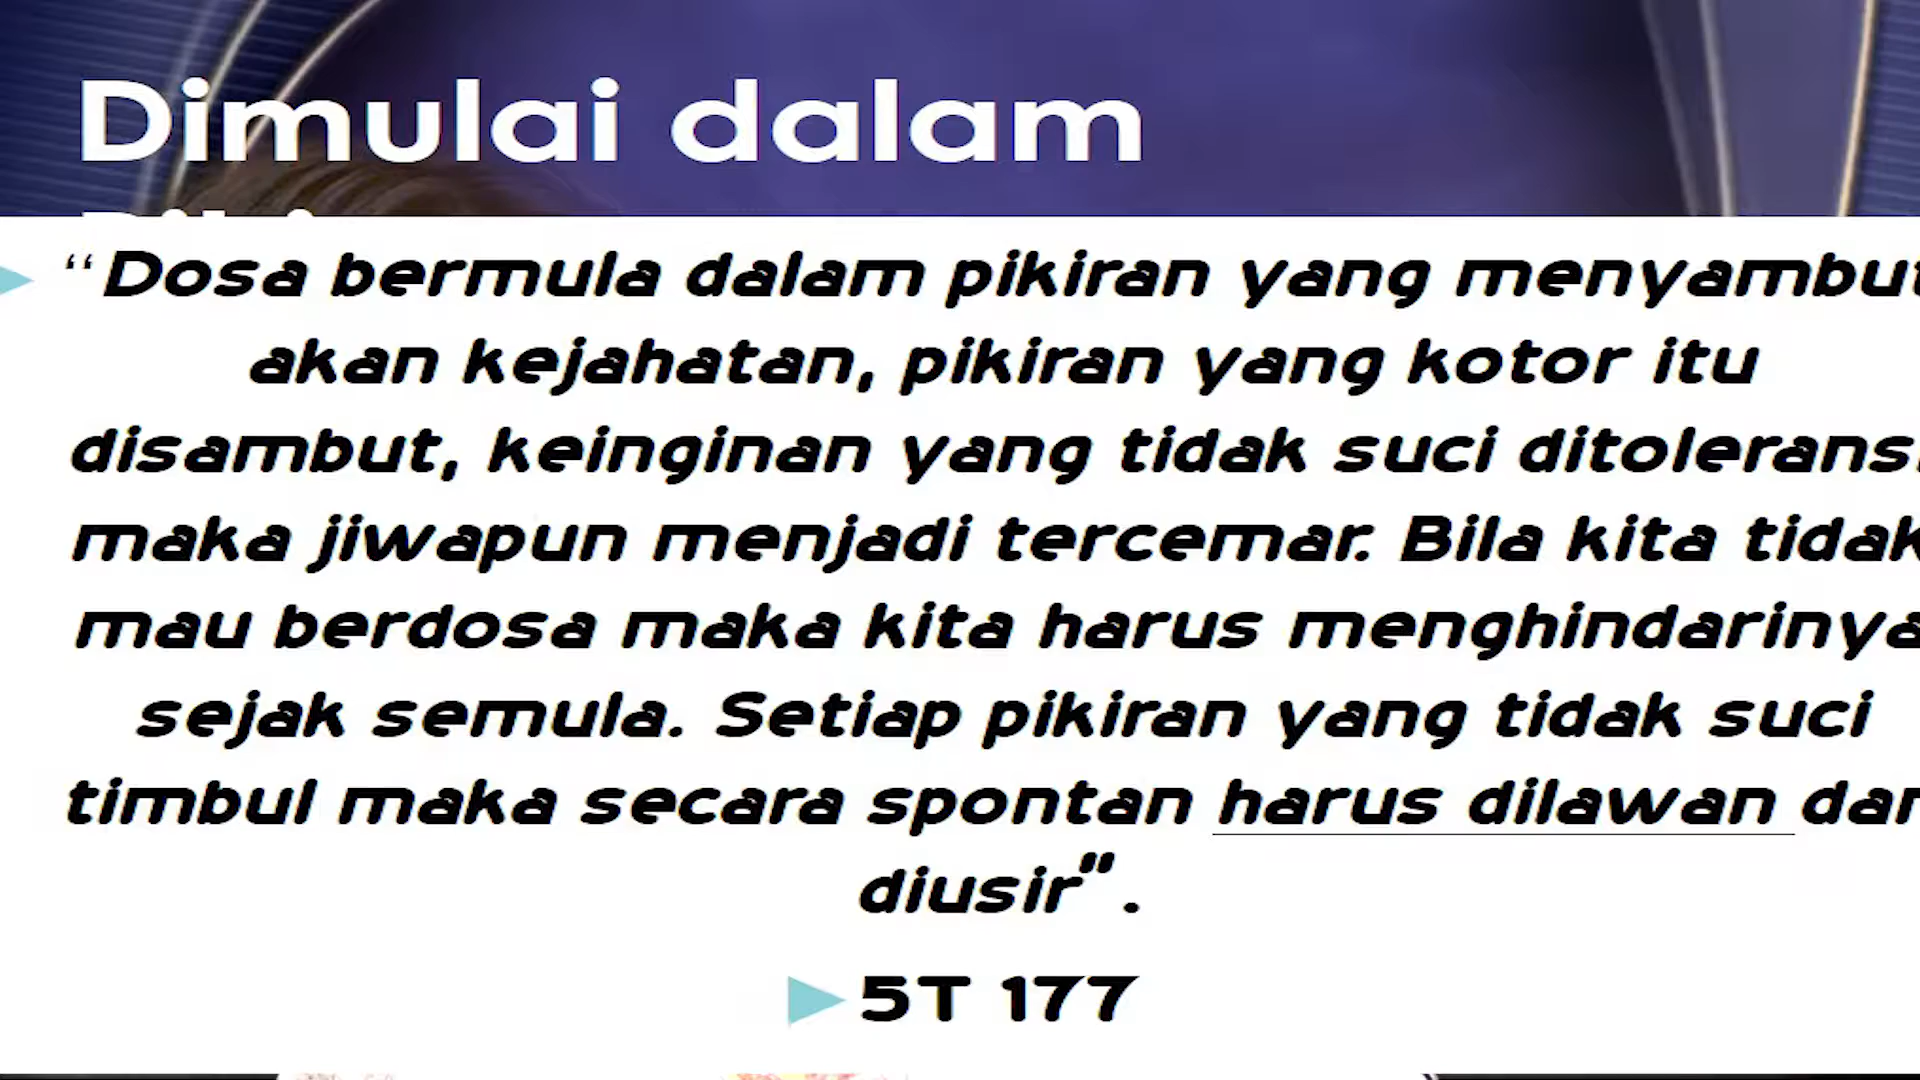 Dimulai dalam
“Dosa bermula dalam pikiran yang menyambut
akan kejahatan, pikiran yang kotor itu
disambut, keinginan yang tidak suci ditoleransi
maka jiwapun menjadi tercemar. Bila kita tidak
mau berdosa maka kita harus menghindarinya
sejak semula. Setiap pikiran yang tidak suci
timbul maka secara spontan harus dilawan dan
diusir”.
5T 177